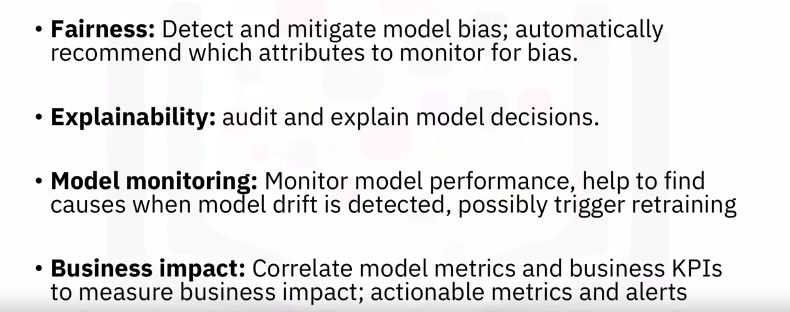 • Fairness: Detect and mitigate model bias; automatically
recommend which attributes to monitor for bias.
• Explainability: audit and explain model decisions.
• Model monitoring: Monitor model performance, help to find
causes when model drift is detected, possibly trigger retraining
• Business impact: Correlate model metrics and business KPIs
to measure business impact; actionable metrics and alerts